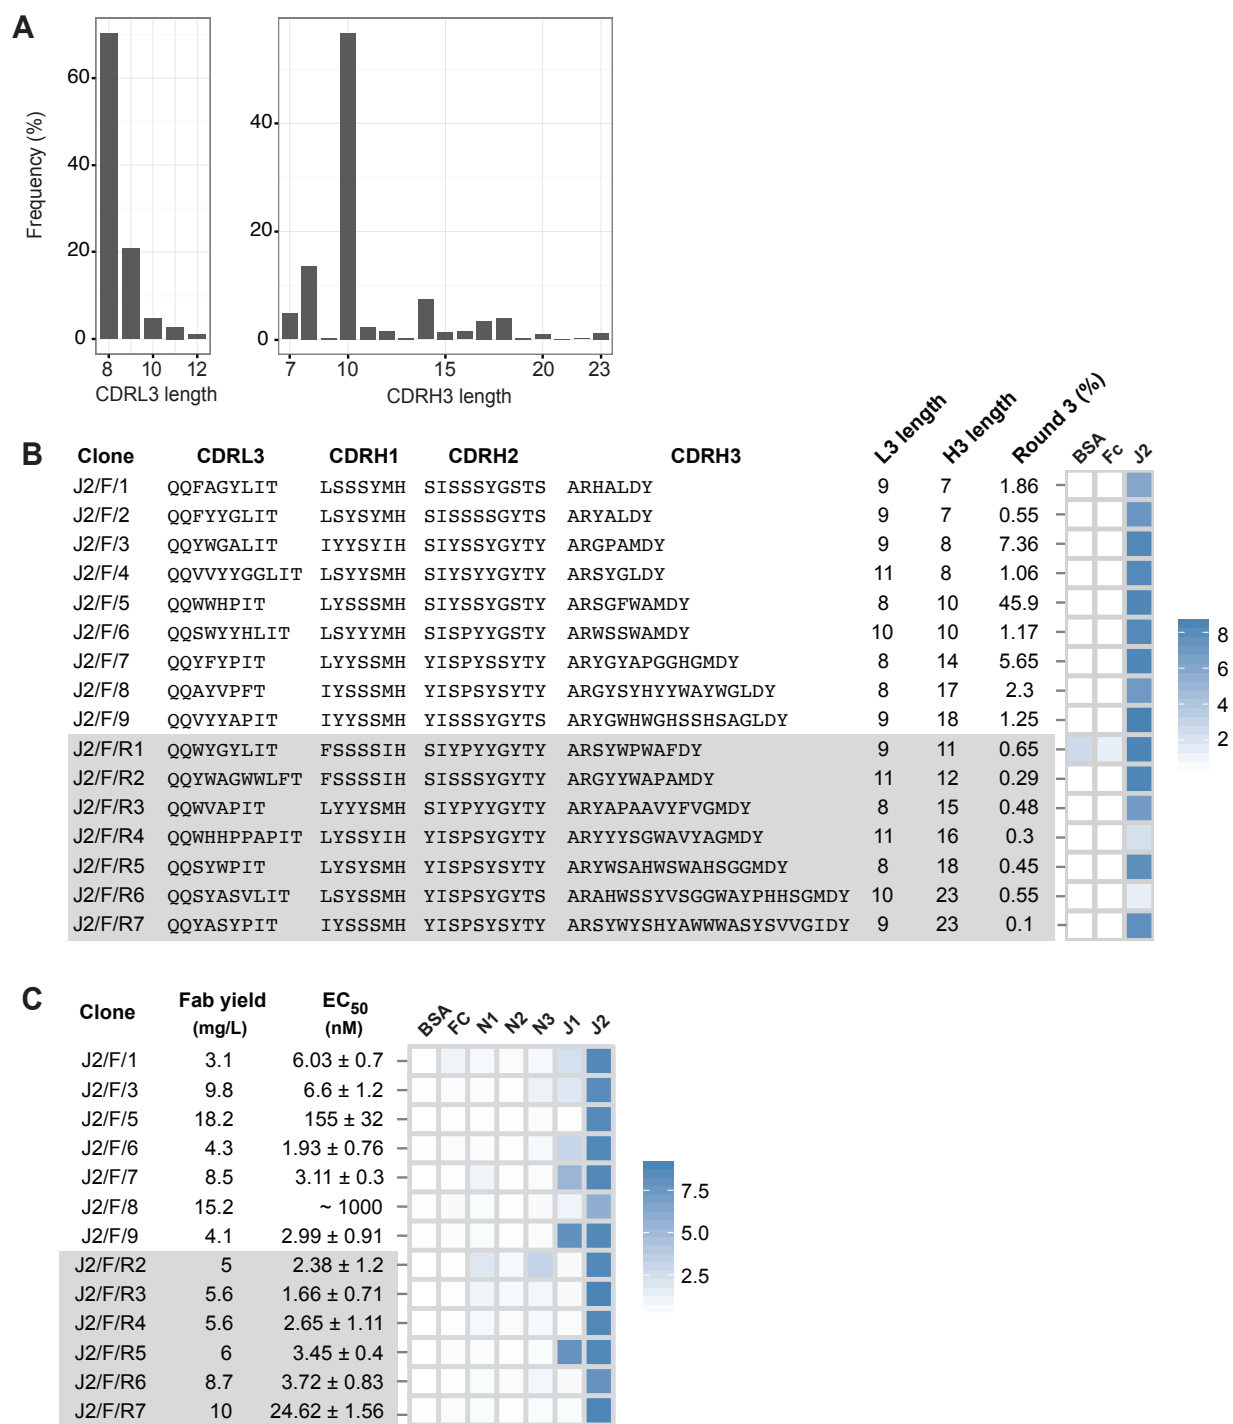 A
Frequency (%)
60
40
20
0
8 10 12
CDRL3 length
40
20
0
7 10 15 20 23
CDRH3 length
B
Clone CDRL3 CDRH1 CDRH2 CDRH3 L3 length H3 length Round 3 (%) BSA Fc J2
J2/F/1 QQFAGYLIT LSSSYMH SISSSYGSTS ARHALDY 9 7 1.86
J2/F/2 QQFYYGLIT LSYSYMH SISSSSGYTS ARYALDY 9 7 0.55
J2/F/3 QQYWGALIT IYYSYIH SIYSSYGYTY ARGPAMDY 9 8 7.36
J2/F/4 QQVVYYGGLIT LSYYSMH SIYSYYGYTY ARSYGLDY 11 8 1.06
J2/F/5 QQWWHPIT LYSSSMH SIYSSYGSTY ARSGFWAMDY 8 10 45.9
J2/F/6 QQSWYYHLIT LSYYYMH SISPYYGSTY ARWSSWAMDY 10 10 1.17
J2/F/7 QQYFYPIT LYYSSMH YISPYSSYTY ARYGYAPGGHGMDY 8 14 5.65
J2/F/8 QQAYVPFT IYSSSMH YISPSYSYTY ARGYSYHYYWAYWGLDY 8 17 2.3
J2/F/9 QQVYYAPIT IYYSSMH YISSSYGYTS ARYGWHWGHSSHSAGLDY 9 18 1.25
J2/F/R1 QQWYGYLIT FSSSSIH SIYPYYGYTY ARSYWPWAFDY 9 11 0.65
J2/F/R2 QQYWAGWWLFT FSSSSIH SISSSYGYTY ARGYYWAPAMDY 11 12 0.29
J2/F/R3 QQWVAPIT LYYYSMH SIYPYYGYTY ARYAPAAVYFVGMDY 8 15 0.48
J2/F/R4 QQWHHPPAPIT LYSSYIH YISPSYGYTY ARYYYSGWAVYAGMDY 11 16 0.3
J2/F/R5 QQSYWPIT LYSYSMH YISPSYSYTY ARYWSAHWSWAHSGGMDY 8 18 0.45
J2/F/R6 QQSYASVLIT LSYSSMH YISPSYGYTS ARAHWSSYVSGGWAYPHHSGMDY 10 23 0.55
J2/F/R7 QQYASYPIT IYSSSMH YISPSYSYTY ARSYWYSHYAWWWASYSVVGIDY 9 23 0.1
8
6
4
2
C
Clone Fab yield (mg/L) EC50 (nM) BSA FC N1 N2 N3 J1 J2
J2/F/1 3.1 6.03 ± 0.7
J2/F/3 9.8 6.6 ± 1.2
J2/F/5 18.2 155 ± 32
J2/F/6 4.3 1.93 ± 0.76
J2/F/7 8.5 3.11 ± 0.3
J2/F/8 15.2 ~ 1000
J2/F/9 4.1 2.99 ± 0.91
J2/F/R2 5 2.38 ± 1.2
J2/F/R3 5.6 1.66 ± 0.71
J2/F/R4 5.6 2.65 ± 1.11
J2/F/R5 6 3.45 ± 0.4
J2/F/R6 8.7 3.72 ± 0.83
J2/F/R7 10 24.62 ± 1.56
7.5
5.0
2.5